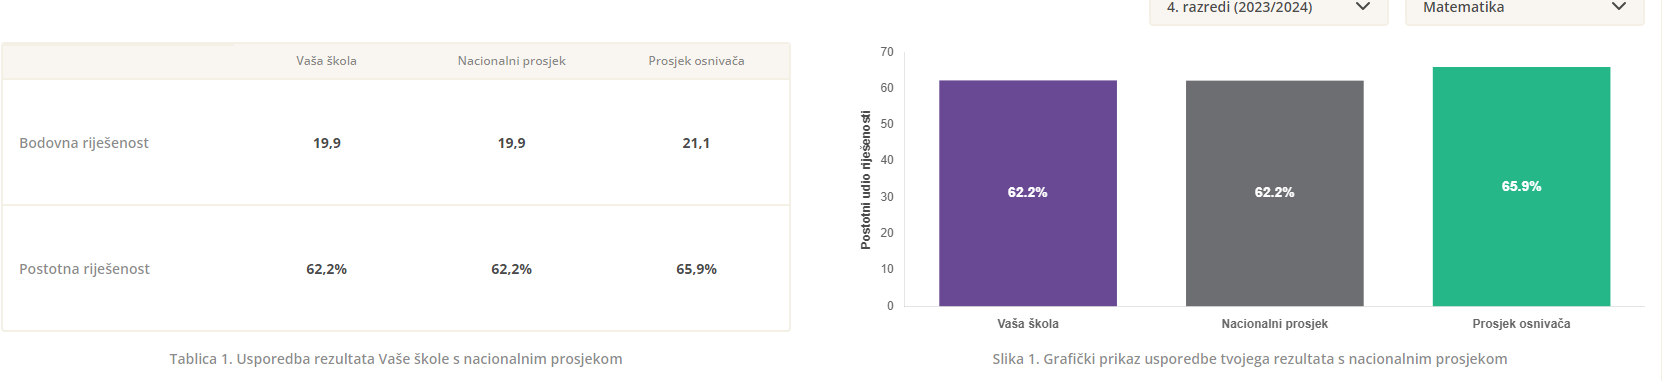 4. razredi (2023/2024)
Matematika
Vaša škola
Nacionalni prosjek
Prosjek osnivača
Bodovna riješenost
19,9
19,9
21,1
Postotna riješenost
62,2%
62,2%
65,9%
Tablica 1. Usporedba rezultata Vaše škole s nacionalnim prosjekom
Postotni udio riješenosti
70
60
50
40
30
20
10
0
62.2%
62.2%
65.9%
Vaša škola
Nacionalni prosjek
Prosjek osnivača
Slika 1. Grafički prikaz usporedbe tvojega rezultata s nacionalnim prosjekom